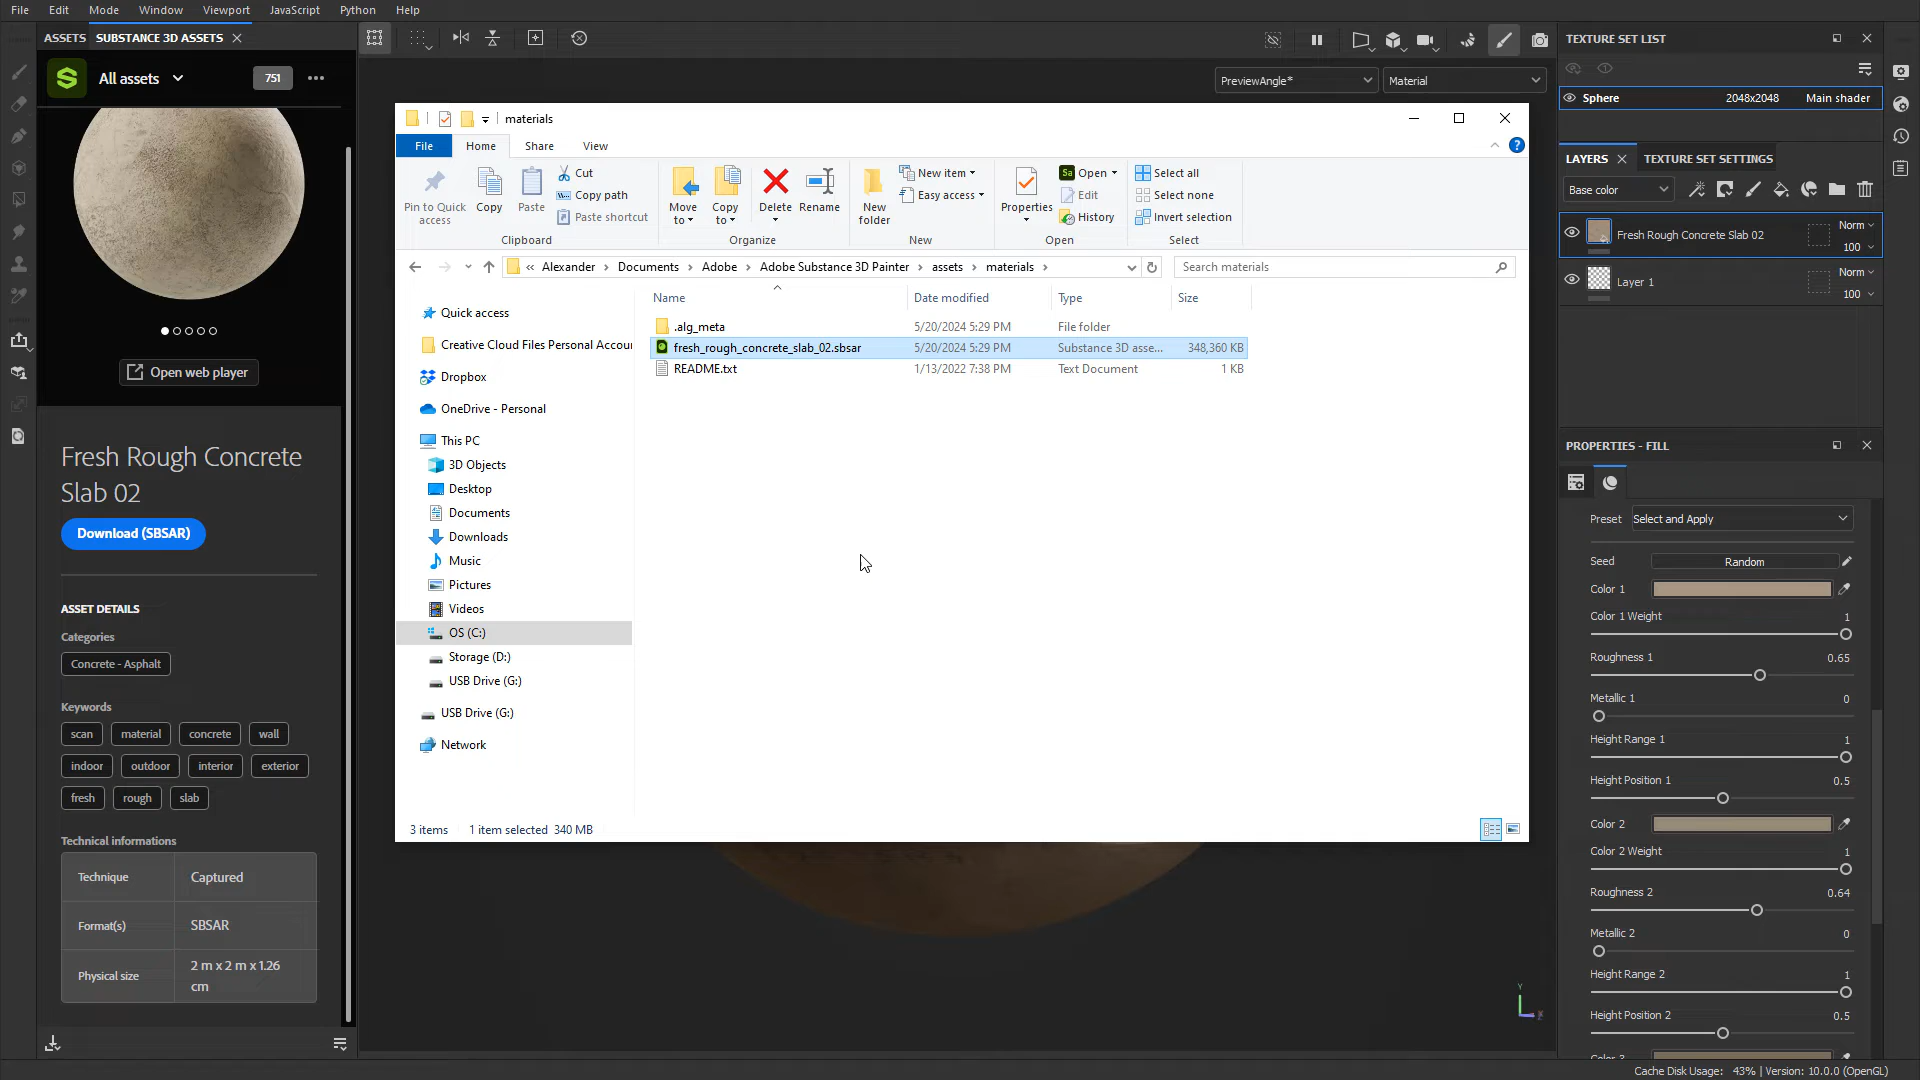 File Edit Mode Window Viewport JavaScript Python Help
ASSETS SUBSTANCE 3D ASSETS
All assets 751
Open web player
Fresh Rough Concrete
Slab 02
Download (SBSAR)
ASSET DETAILS
Categories
Concrete - Asphalt
Keywords
scan material concrete wall
indoor outdoor interior exterior
fresh rough slab
Technical informations
Technique Captured
Format(s) SBSAR
Physical size 2 m x 2 m x 1.26
cm
PreviewAngle* Material
materials
File Home Share View
Pin to Quick
access
Copy
Paste
Cut
Copy path
Paste shortcut
Clipboard
Move
to
Copy
to
Delete
Rename
Organize
New
folder
New item
Easy access
New
Properties
Open
Edit
History
Open
Select all
Select none
Invert selection
Select
« Alexander › Documents › Adobe › Adobe Substance 3D Painter › assets › materials ›
Search materials
Name Date modified Type Size
.alg_meta 5/20/2024 5:29 PM File folder
fresh_rough_concrete_slab_02.sbsar 5/20/2024 5:29 PM Substance 3D asse... 348,360 KB
README.txt 1/13/2022 7:38 PM Text Document 1 KB
Quick access
Creative Cloud Files Personal Accou
Dropbox
OneDrive - Personal
This PC
3D Objects
Desktop
Documents
Downloads
Music
Pictures
Videos
OS (C:)
Storage (D:)
USB Drive (G:)
USB Drive (G:)
Network
3 items 1 item selected 340 MB
Y
TEXTURE SET LIST
Sphere 2048x2048 Main shader
LAYERS TEXTURE SET SETTINGS
Base color
Fresh Rough Concrete Slab 02 Norm
100
Layer 1 Norm
100
PROPERTIES - FILL
Preset Select and Apply
Seed Random
Color 1
Color 1 Weight 1
Roughness 1 0.65
Metallic 1 0
Height Range 1 1
Height Position 1 0.5
Color 2
Color 2 Weight 1
Roughness 2 0.64
Metallic 2 0
Height Range 2 1
Height Position 2 0.5
Color 3
Cache Disk Usage: 43% | Version: 10.0.0 (OpenGL)